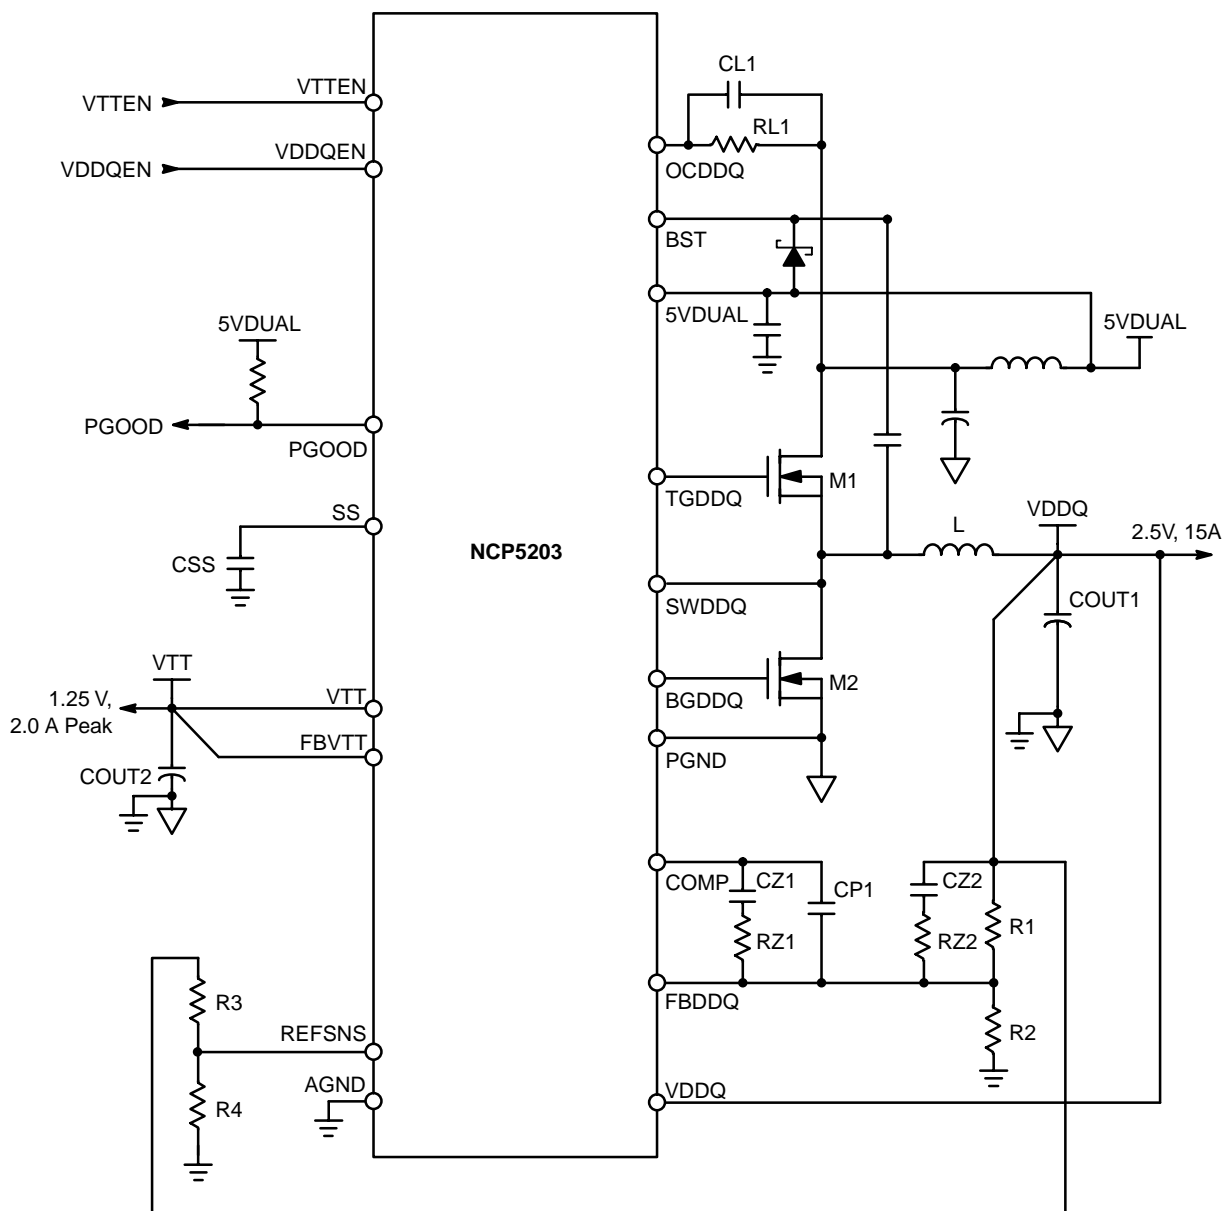 CL1
VTTEN
VTTEN
RL1
VDDQEN
VDDQEN
OCDDQ
BST
5VDUAL
5VDUAL
5VDUAL
PGOOD
PGOOD
TGDDQ
M1
SS
CSS
NCP5203
L
VDDQ
2.5V, 15A
SWDDQ
COUT1
VTT
1.25 V,
2.0 A Peak
VTT
BGDDQ
M2
FBVTT
PGND
COUT2
COMP
CZ1
CP1
CZ2
R1
RZ1
RZ2
FBDDQ
R3
R2
REFSNS
AGND
VDDQ
R4